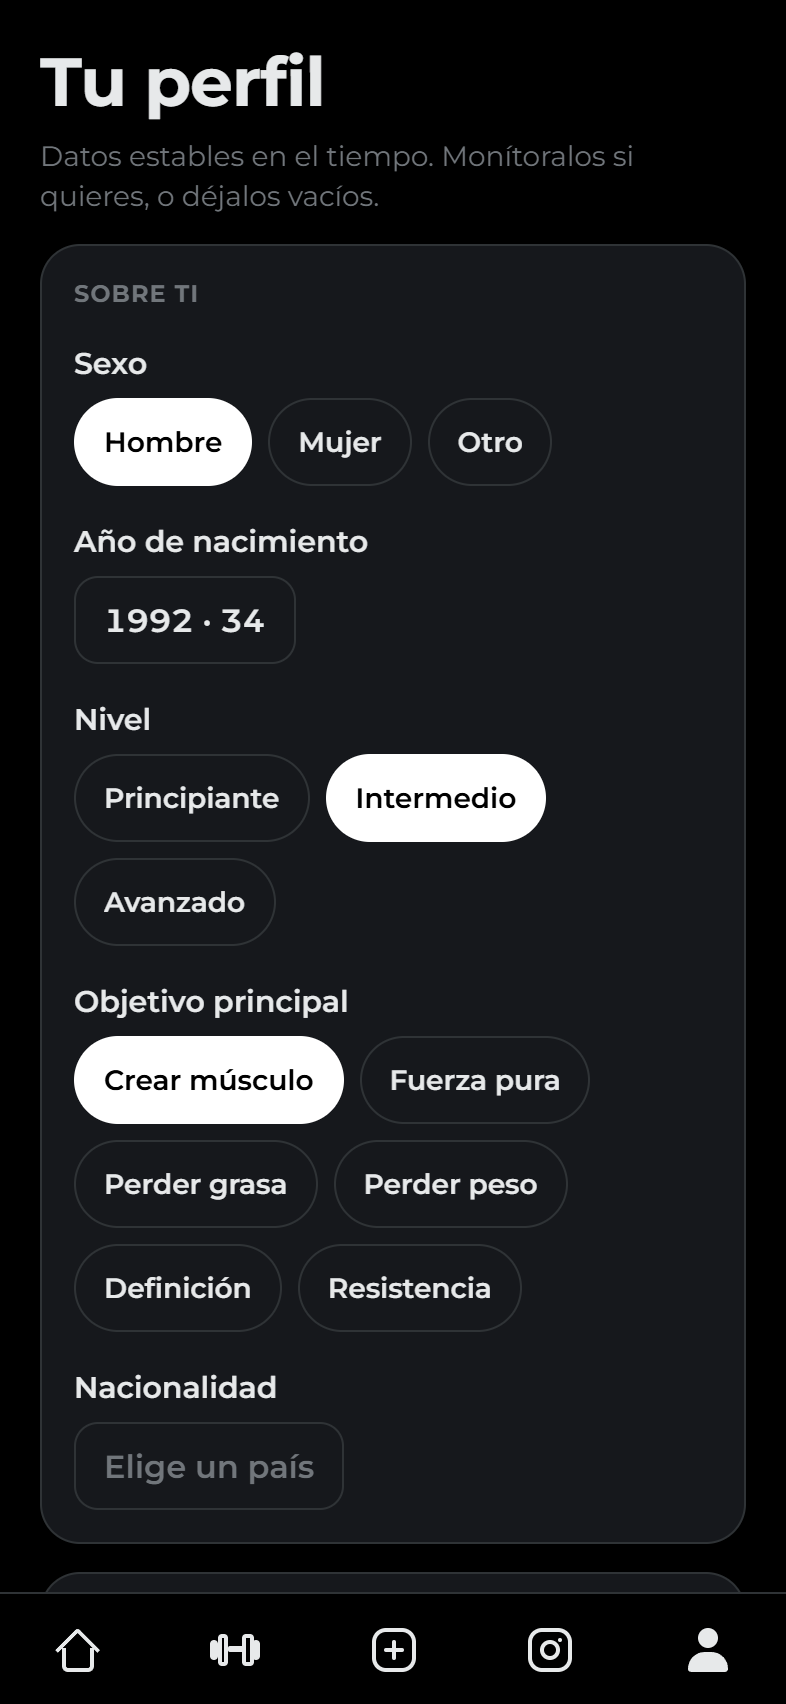 Tu perfil
Datos estables en el tiempo. Monítoralos si
quieres, o déjalos vacíos.
SOBRE TI
Sexo
Hombre Mujer Otro
Año de nacimiento
1992 · 34
Nivel
Principiante Intermedio
Avanzado
Objetivo principal
Crear músculo Fuerza pura
Perder grasa Perder peso
Definición Resistencia
Nacionalidad
Elige un país